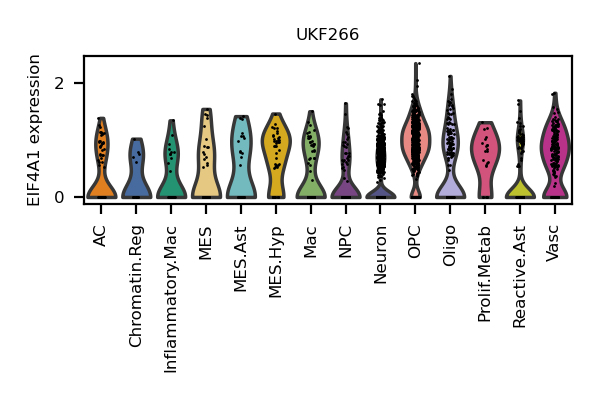 UKF266
EIF4A1 expression
2
0
AC
Chromatin.Reg
Inflammatory.Mac
MES
MES.Ast
MES.Hyp
Mac
NPC
Neuron
OPC
Oligo
Prolif.Metab
Reactive.Ast
Vasc